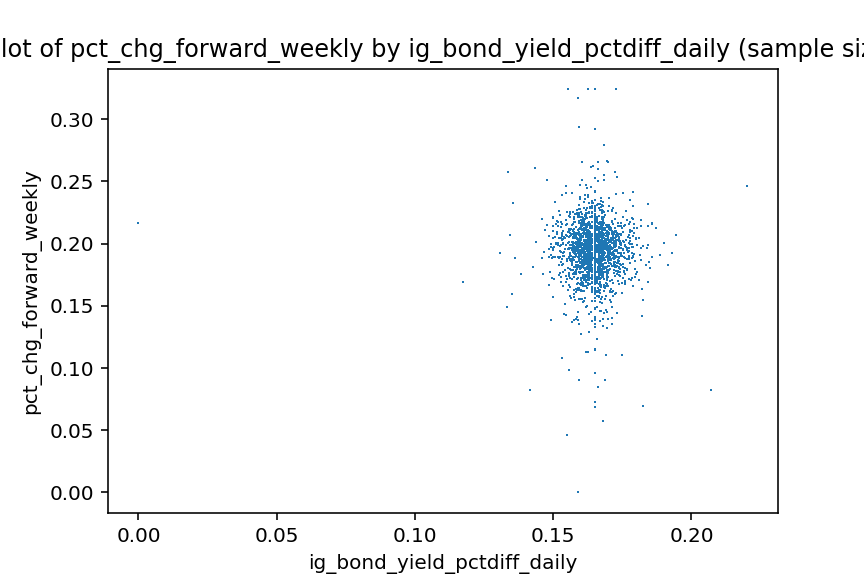 lot of pct_chg_forward_weekly by ig_bond_yield_pctdiff_daily (sample
pct_chg_forward_weekly
0.30
0.25
0.20
0.15
0.10
0.05
0.00
0.00 0.05 0.10 0.15 0.20
ig_bond_yield_pctdiff_daily